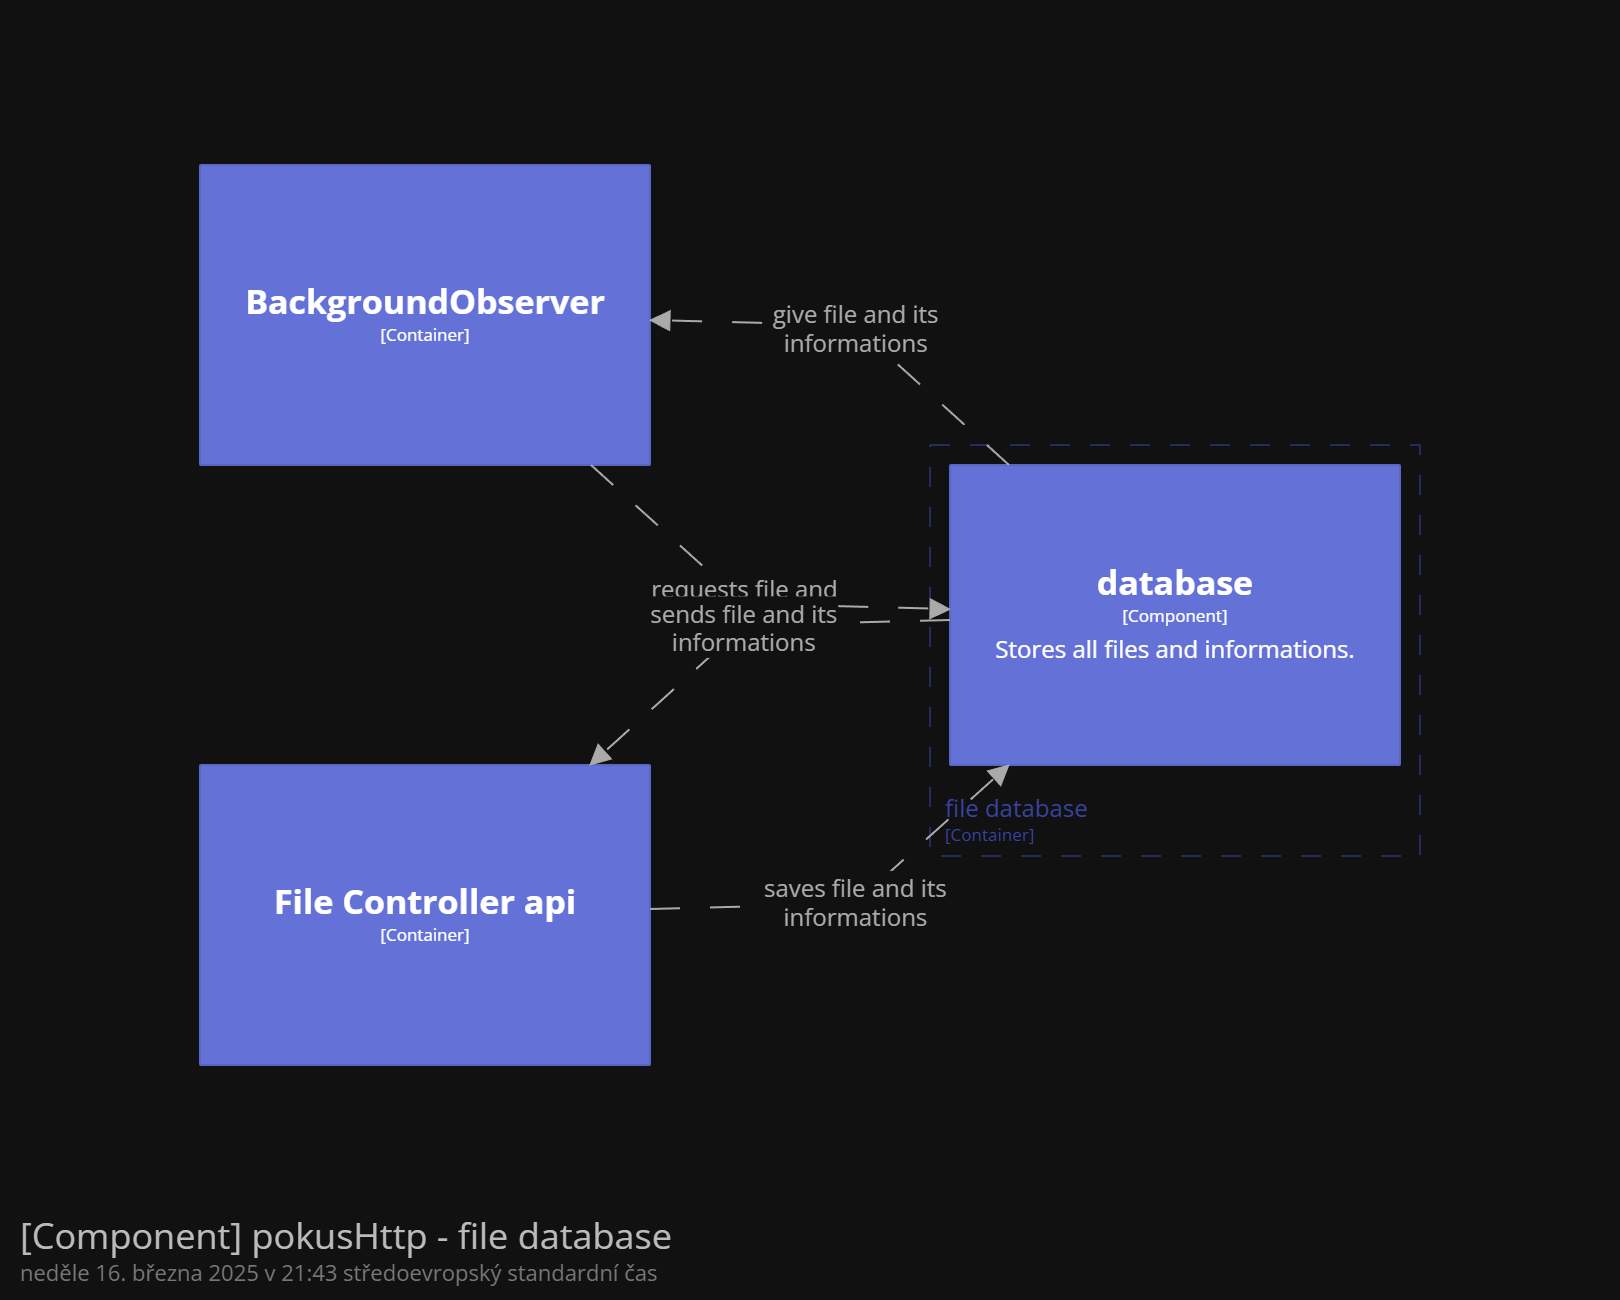 BackgroundObserver
[Container]
give file and its
informations
requests file and
sends file and its
informations
database
[Component]
Stores all files and informations.
file database
[Container]
File Controller api
[Container]
saves file and its
informations
[Component] pokusHttp - file database
neděle 16. března 2025 v 21:43 středoevropský standardní čas